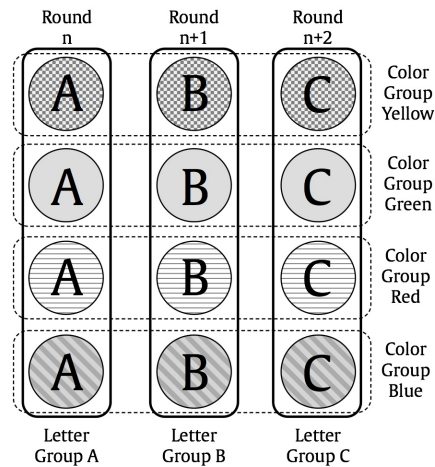 Round
n
Round
n+1
Round
n+2
A B C
Color
Group
Yellow
A B C
Color
Group
Green
A B C
Color
Group
Red
A B C
Color
Group
Blue
Letter
Group A
Letter
Group B
Letter
Group C